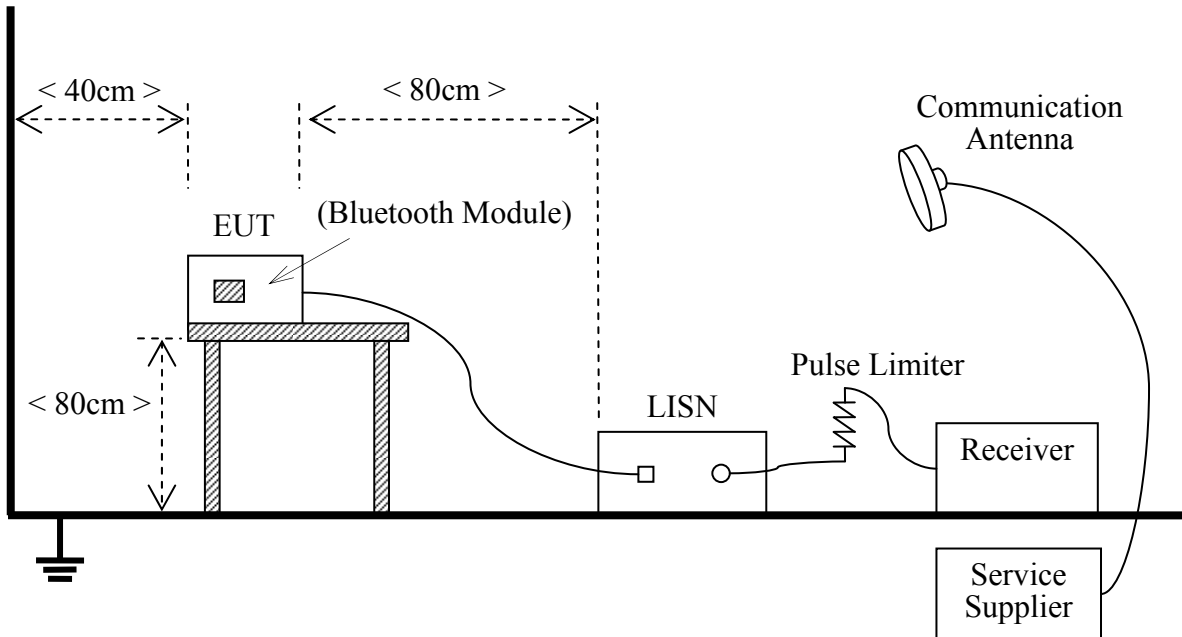 < 40cm >
< 80cm >
Communication
Antenna
EUT
(Bluetooth Module)
Pulse Limiter
< 80cm >
LISN
Receiver
Service
Supplier